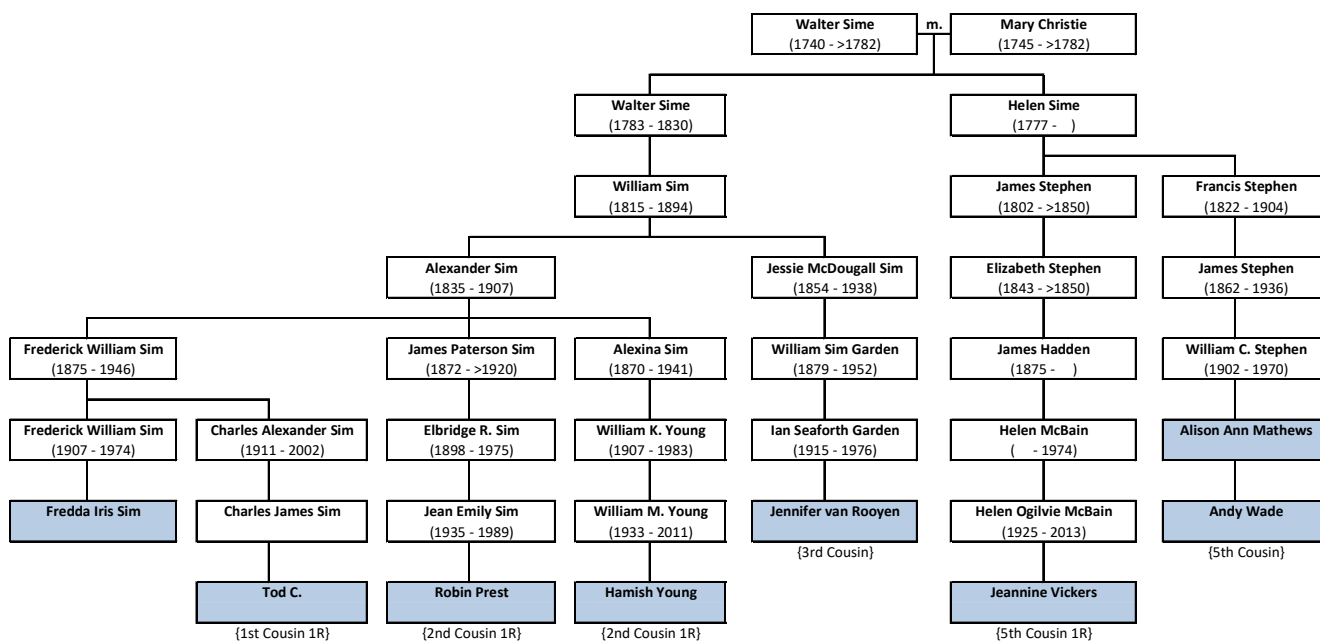 Walter Sime m. Mary Christie
(1740 - >1782) (1745 - >1782)
Walter Sime Helen Sime
(1783 - 1830) (1777 -    )
William Sim James Stephen Francis Stephen
(1815 - 1894) (1802 - >1850) (1822 - 1904)
Alexander Sim Jessie McDougall Sim Elizabeth Stephen James Stephen
(1835 - 1907) (1854 - 1938) (1843 - >1850) (1862 - 1936)
Frederick William Sim James Paterson Sim Alexina Sim William Sim Garden James Hadden William C. Stephen
(1875 - 1946) (1872 - >1920) (1870 - 1941) (1879 - 1952) (1875 -    ) (1902 - 1970)
Frederick William Sim Charles Alexander Sim Elbridge R. Sim William K. Young Ian Seaforth Garden Helen McBain Alison Ann Mathews
(1907 - 1974) (1911 - 2002) (1898 - 1975) (1907 - 1983) (1915 - 1976) (    - 1974)
Fredda Iris Sim Charles James Sim Jean Emily Sim William M. Young Jennifer van Rooyen Helen Ogilvie McBain Andy Wade
(1935 - 1989) (1933 - 2011) (1925 - 2013)
{3rd Cousin} {5th Cousin}
Tod C. Robin Prest Hamish Young Jeannine Vickers
{1st Cousin 1R} {2nd Cousin 1R} {2nd Cousin 1R} {5th Cousin 1R}